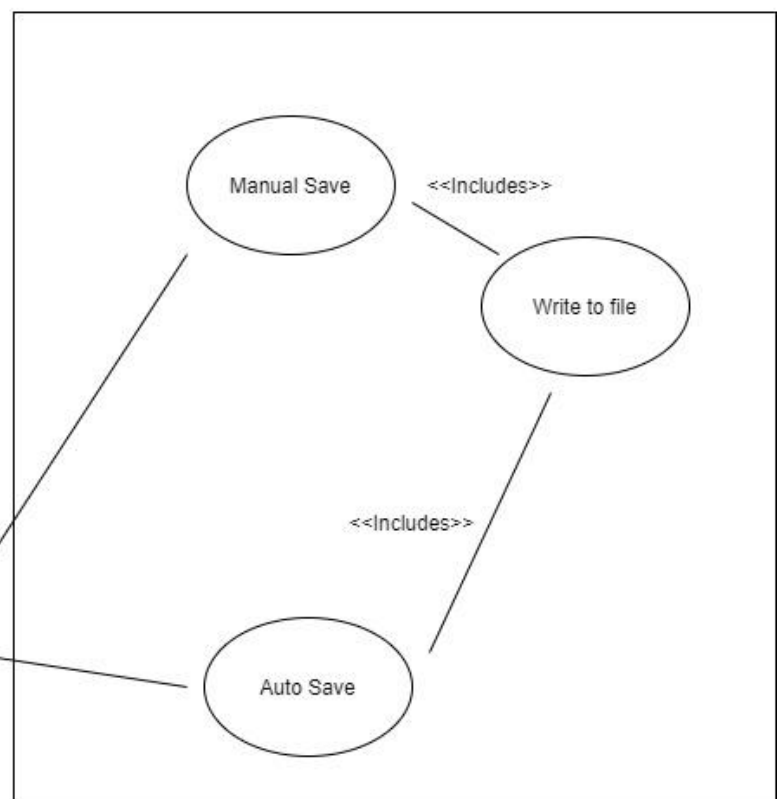 Manual Save
<<Includes>>
Write to file
<<Includes>>
Auto Save